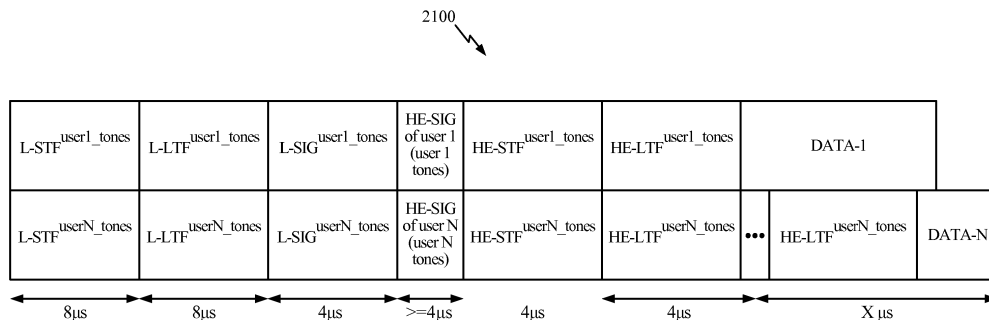 2100
L-STF^user1_tones
L-LTF^user1_tones
L-SIG^user1_tones
HE-SIG
of user 1
(user 1
tones)
HE-STF^user1_tones
HE-LTF^user1_tones
DATA-1
L-STF^userN_tones
L-LTF^userN_tones
L-SIG^userN_tones
HE-SIG
of user N
(user N
tones)
HE-STF^userN_tones
HE-LTF^userN_tones
•••
HE-LTF^userN_tones
DATA-N
8μs
8μs
4μs
>=4μs
4μs
4μs
X μs